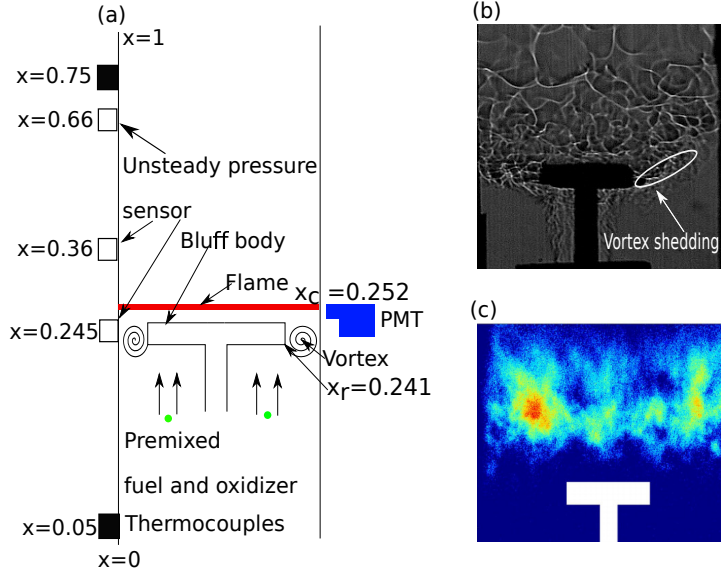 (a)
x=1
x=0.75
x=0.66
Unsteady pressure
sensor
x=0.36
Bluff body
Flame
x_c =0.252
x=0.245
PMT
Vortex
x_r=0.241
Premixed
fuel and oxidizer
x=0.05
Thermocouples
x=0
(b)
Vortex shedding
(c)